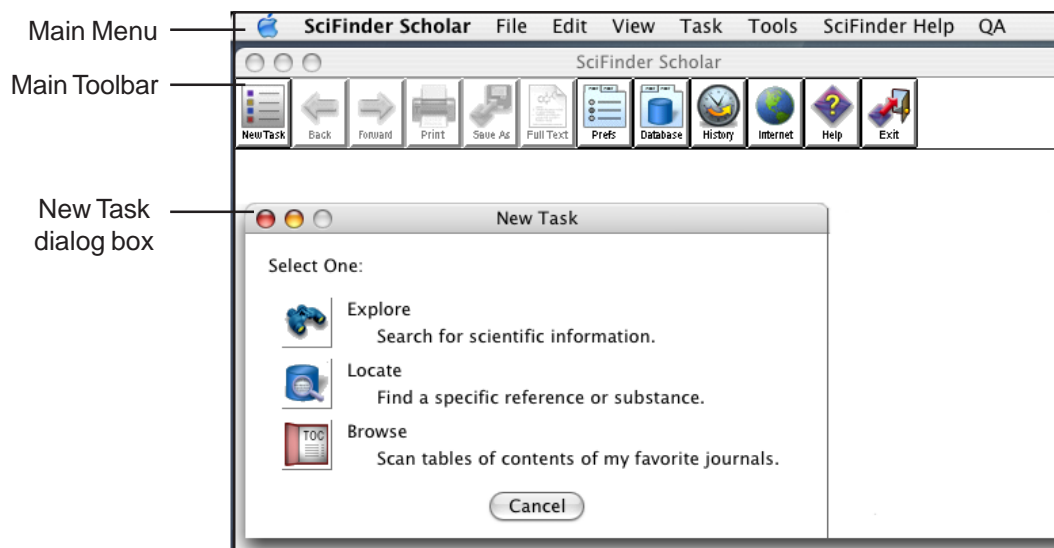 Main Menu
SciFinder Scholar File Edit View Task Tools SciFinder Help QA
SciFinder Scholar
Main Toolbar
New Task Back Forward Print Save As Full Text Prefs Database History Internet Help Exit
New Task
dialog box
New Task
Select One:
Explore
Search for scientific information.
Locate
Find a specific reference or substance.
TOC
Browse
Scan tables of contents of my favorite journals.
Cancel